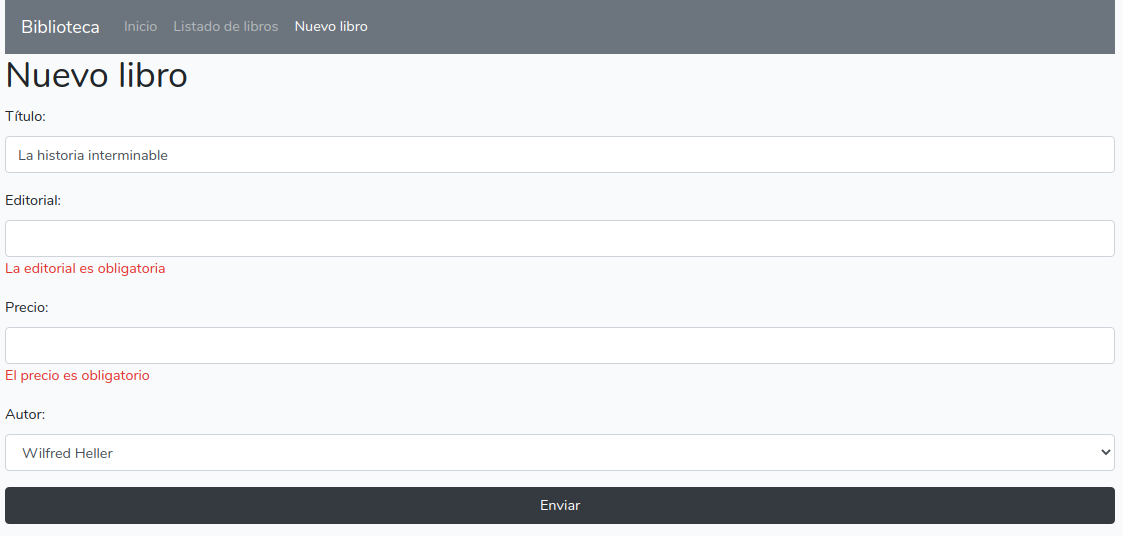 Biblioteca Inicio Listado de libros Nuevo libro
Nuevo libro
Título:
La historia interminable
Editorial:
La editorial es obligatoria
Precio:
El precio es obligatorio
Autor:
Wilfred Heller
Enviar